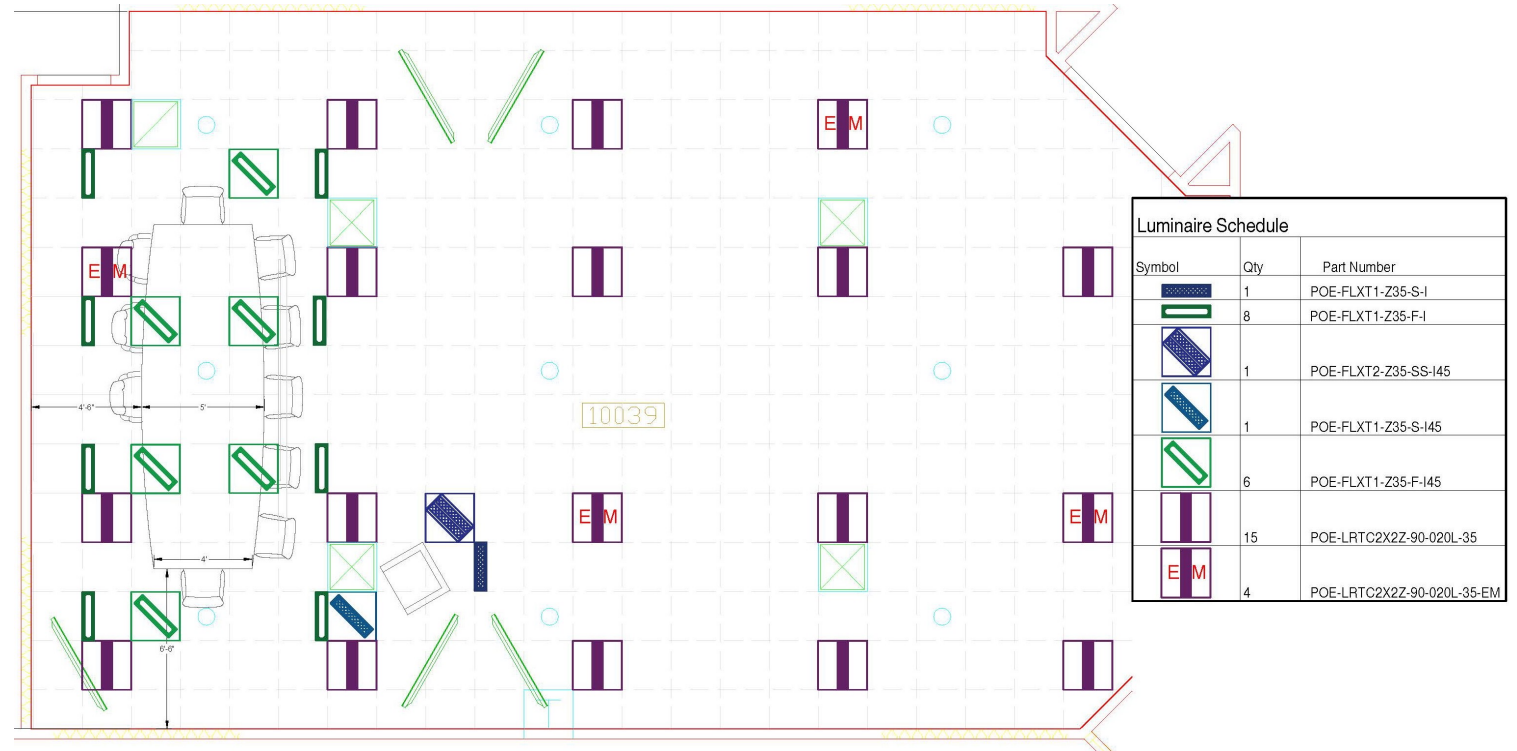 E M
Luminaire Schedule
Symbol Qty Part Number
E M
1 POE-FLXT1-Z35-S-I
8 POE-FLXT1-Z35-F-I
1 POE-FLXT2-Z35-SS-I45
4'-6" 5'
10039
1 POE-FLXT1-Z35-S-I45
6 POE-FLXT1-Z35-F-I45
E M
E M
15 POE-LRTC2X2Z-90-020L-35
4'
E M
4 POE-LRTC2X2Z-90-020L-35-EM
6'-6"